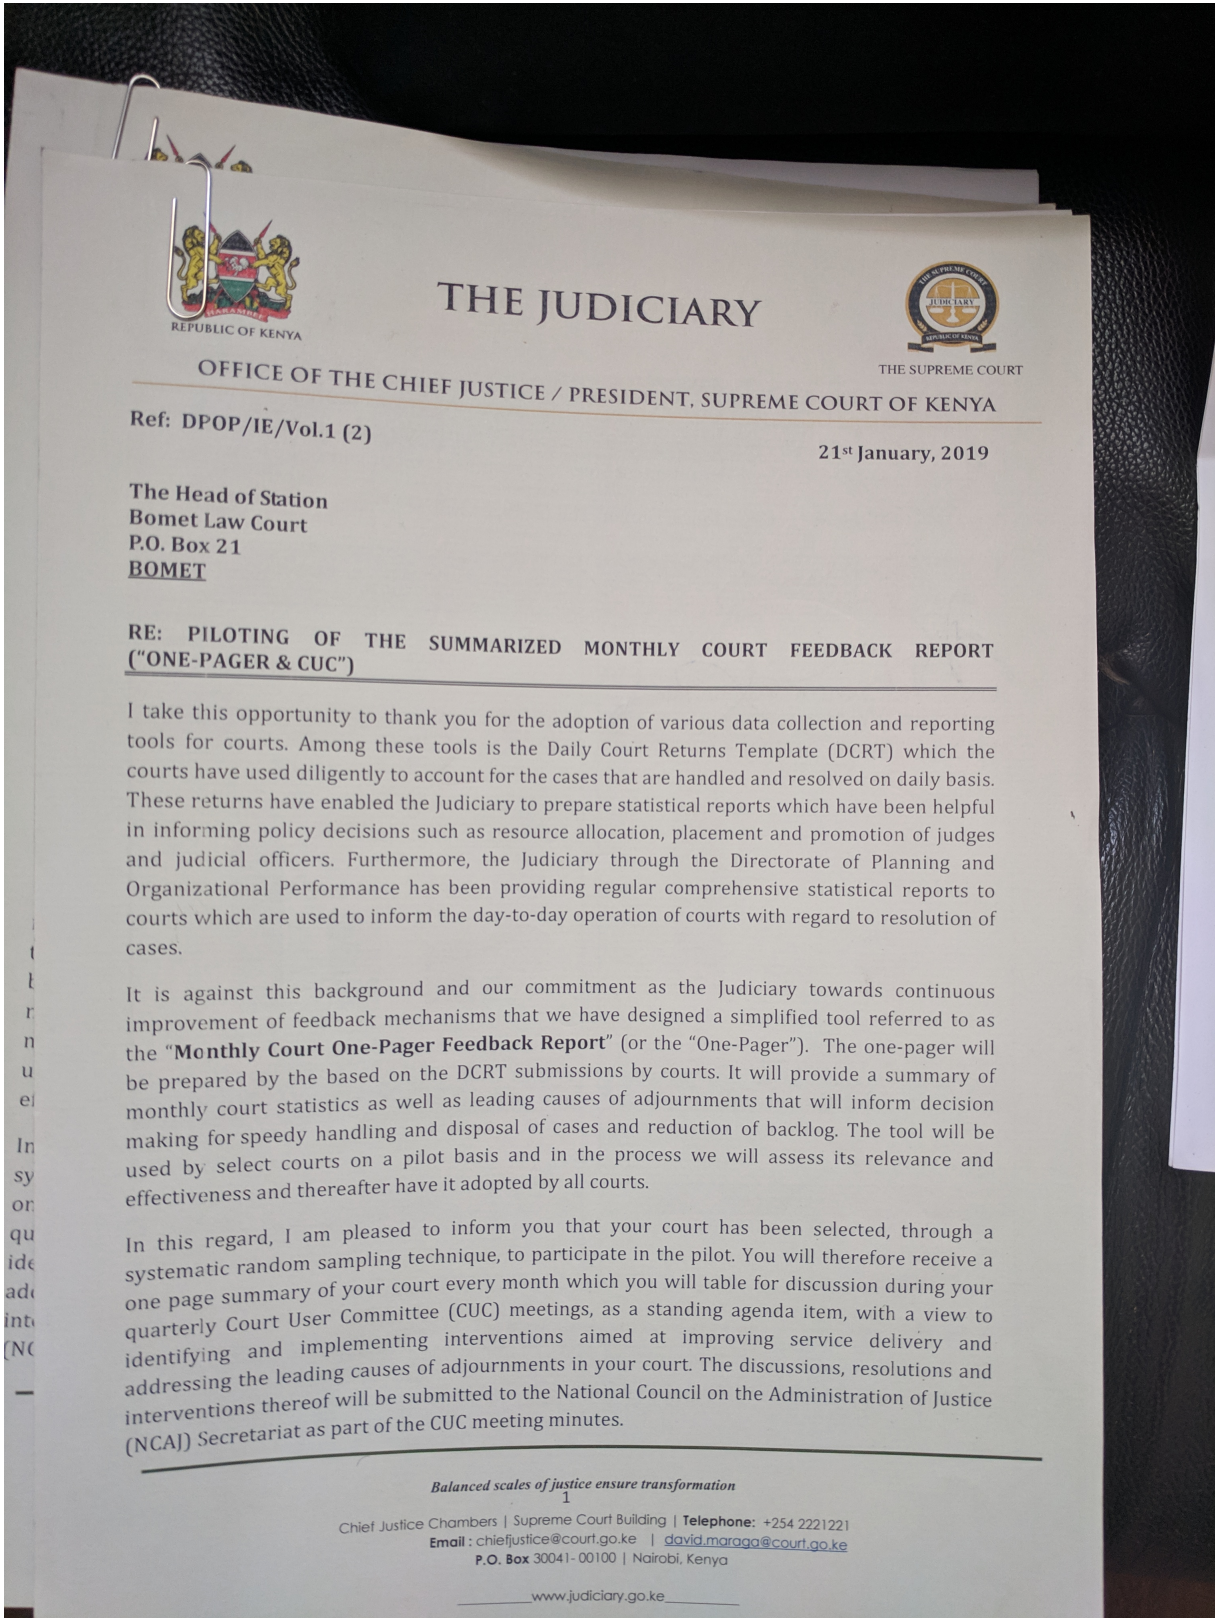 HARAMBEE
REPUBLIC OF KENYA
THE JUDICIARY
THE SUPREME COURT
JUDICIARY
REPUBLIC OF KENYA
THE SUPREME COURT
OFFICE OF THE CHIEF JUSTICE / PRESIDENT, SUPREME COURT OF KENYA
Ref: DPOP/IE/Vol.1 (2)
21st January, 2019
The Head of Station
Bomet Law Court
P.O. Box 21
BOMET
RE: PILOTING OF THE SUMMARIZED MONTHLY COURT FEEDBACK REPORT
("ONE-PAGER & CUC")
I take this opportunity to thank you for the adoption of various data collection and reporting
tools for courts. Among these tools is the Daily Court Returns Template (DCRT) which the
courts have used diligently to account for the cases that are handled and resolved on daily basis.
These returns have enabled the Judiciary to prepare statistical reports which have been helpful
in informing policy decisions such as resource allocation, placement and promotion of judges
and judicial officers. Furthermore, the Judiciary through the Directorate of Planning and
Organizational Performance has been providing regular comprehensive statistical reports to
courts which are used to inform the day-to-day operation of courts with regard to resolution of
cases.
It is against this background and our commitment as the Judiciary towards continuous
improvement of feedback mechanisms that we have designed a simplified tool referred to as
the “Monthly Court One-Pager Feedback Report” (or the “One-Pager”). The one-pager will
be prepared by the based on the DCRT submissions by courts. It will provide a summary of
monthly court statistics as well as leading causes of adjournments that will inform decision
making for speedy handling and disposal of cases and reduction of backlog. The tool will be
used by select courts on a pilot basis and in the process we will assess its relevance and
effectiveness and thereafter have it adopted by all courts.
In this regard, I am pleased to inform you that your court has been selected, through a
systematic random sampling technique, to participate in the pilot. You will therefore receive a
one page summary of your court every month which you will table for discussion during your
quarterly Court User Committee (CUC) meetings, as a standing agenda item, with a view to
identifying and implementing interventions aimed at improving service delivery and
addressing the leading causes of adjournments in your court. The discussions, resolutions and
interventions thereof will be submitted to the National Council on the Administration of Justice
(NCAJ) Secretariat as part of the CUC meeting minutes.
Balanced scales of justice ensure transformation
1
Chief Justice Chambers | Supreme Court Building | Telephone: +254 2221221
Email : chiefjustice@court.go.ke | david.maraga@court.go.ke
P.O. Box 30041- 00100 | Nairobi, Kenya
www.judiciary.go.ke